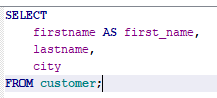 SELECT
    firstname AS first_name,
    lastname,
    city
FROM customer;